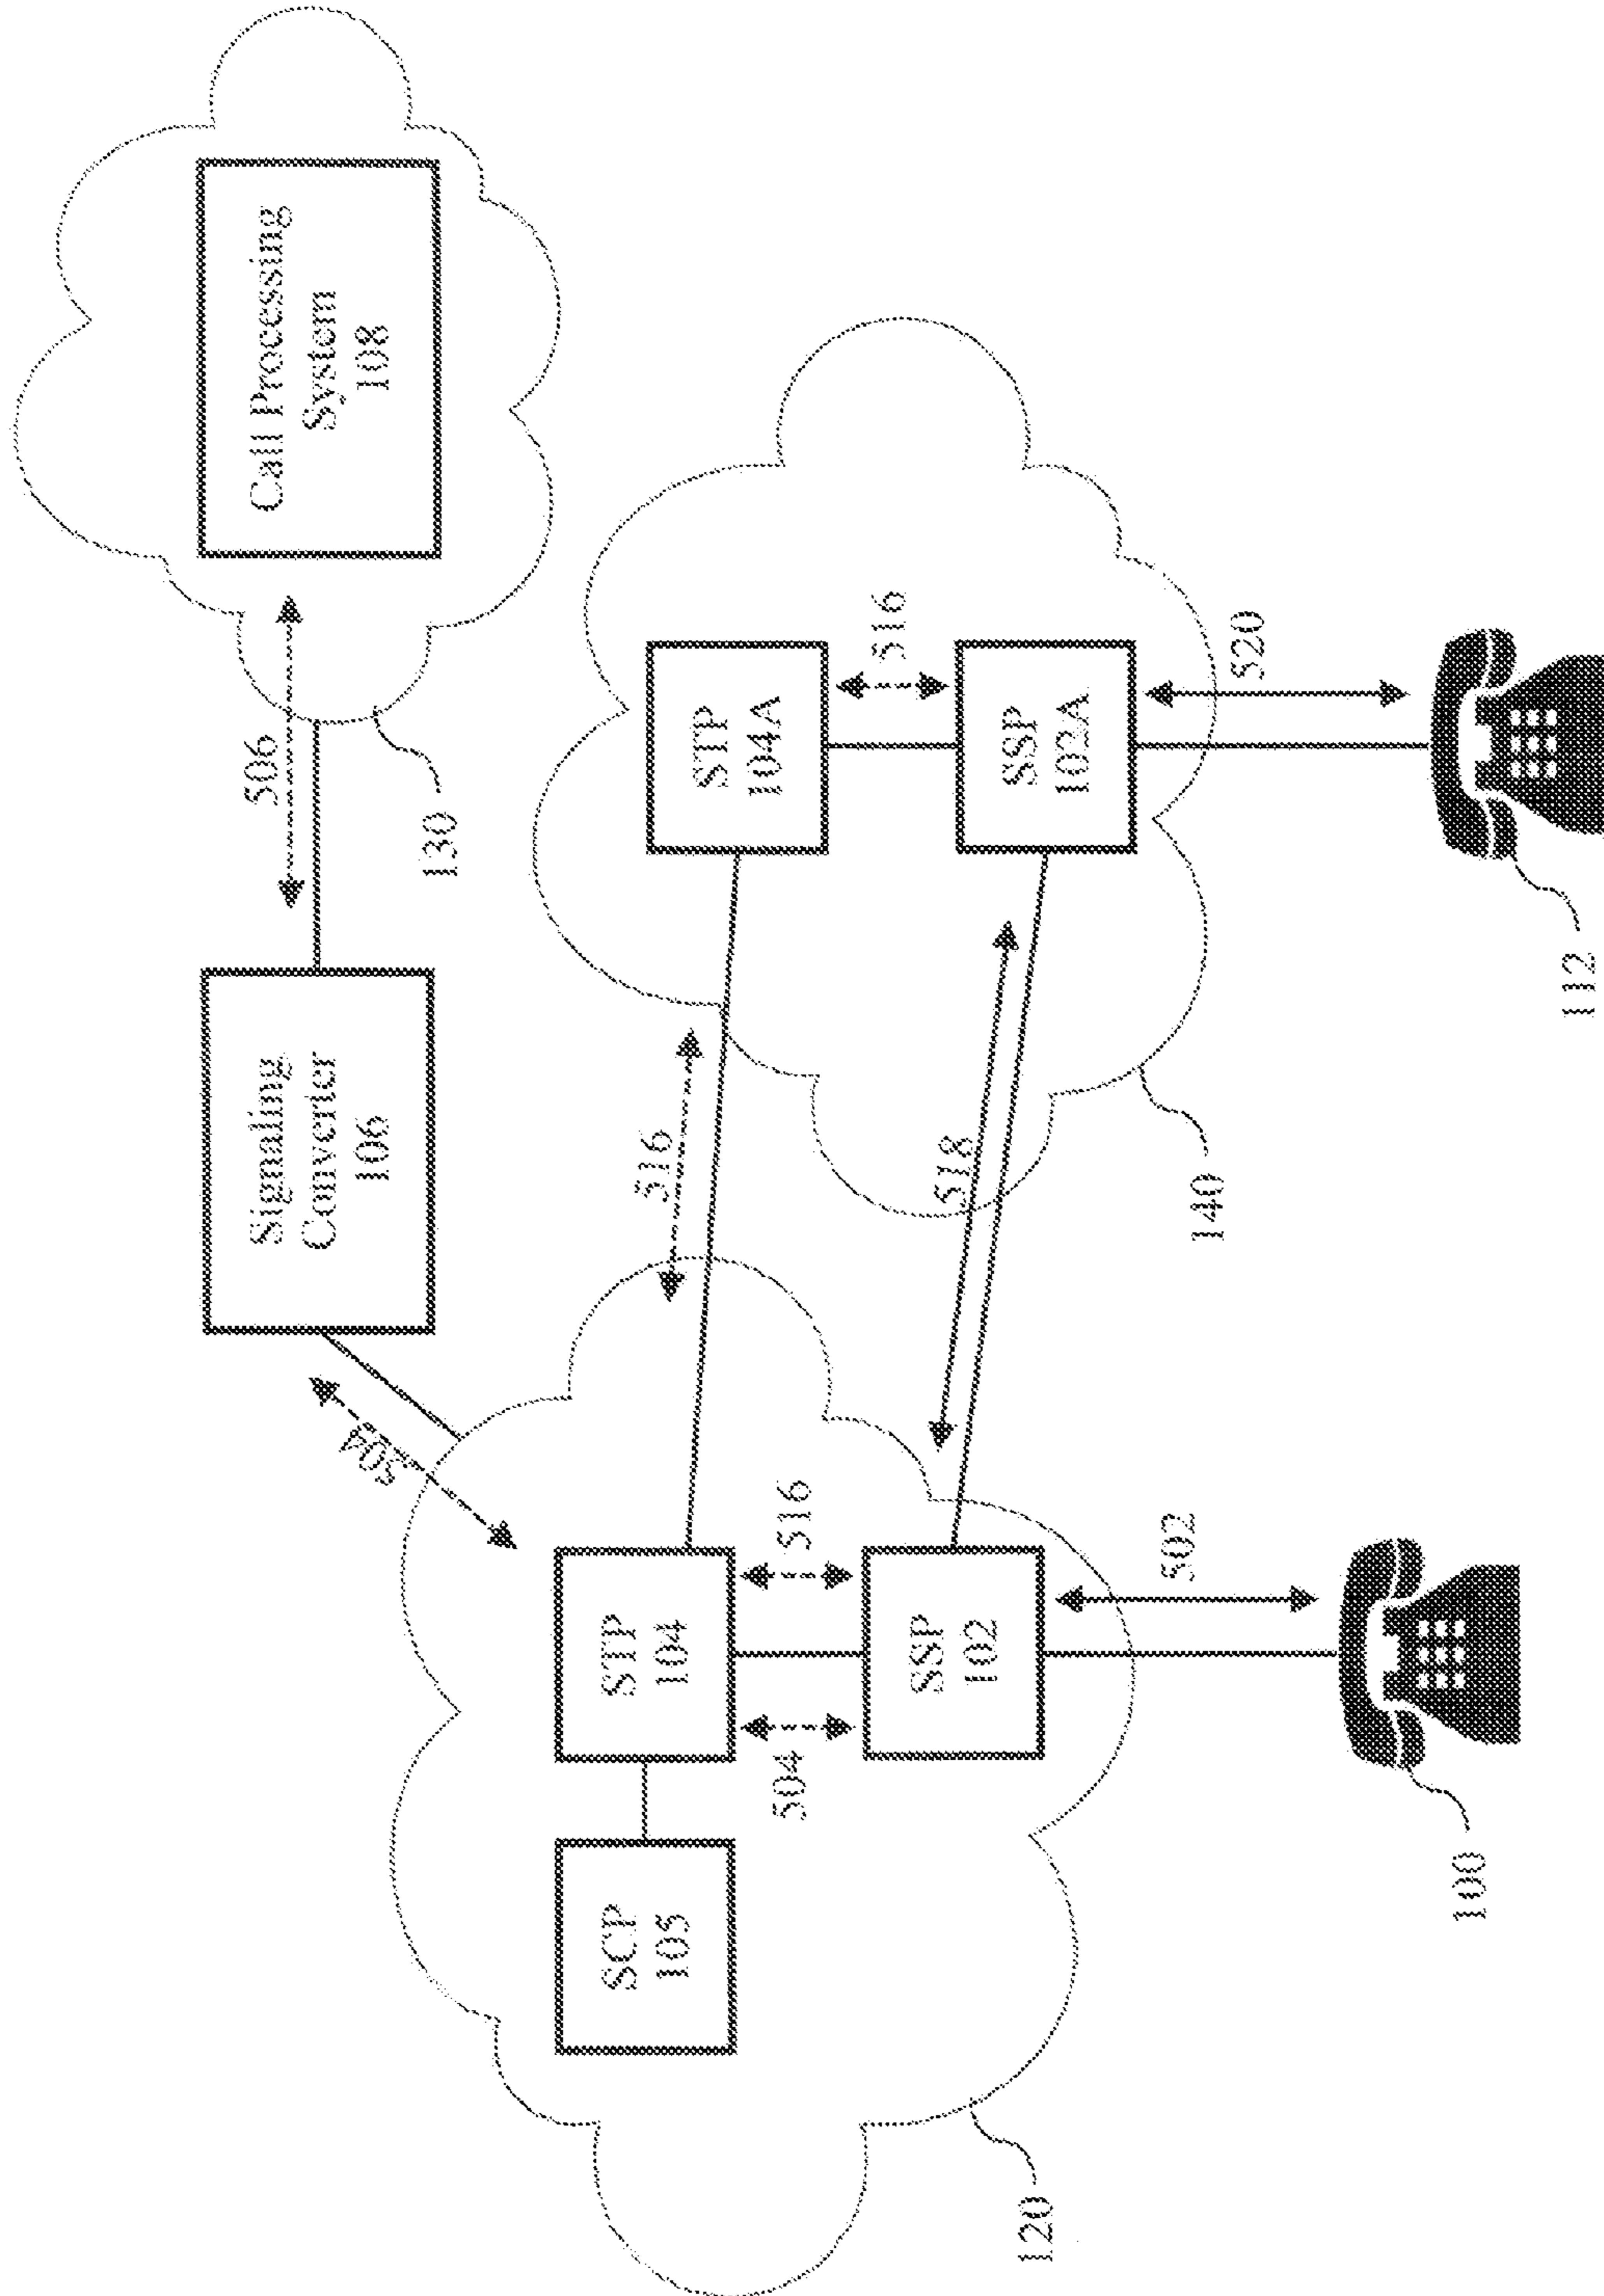 Call Processing
System
108
506
130
Signaling
Converter
106
504
STP
104A
516
SSP
102A
520
112
516
518
140
STP
104
516
504
SSP
102
502
100
SCP
105
120